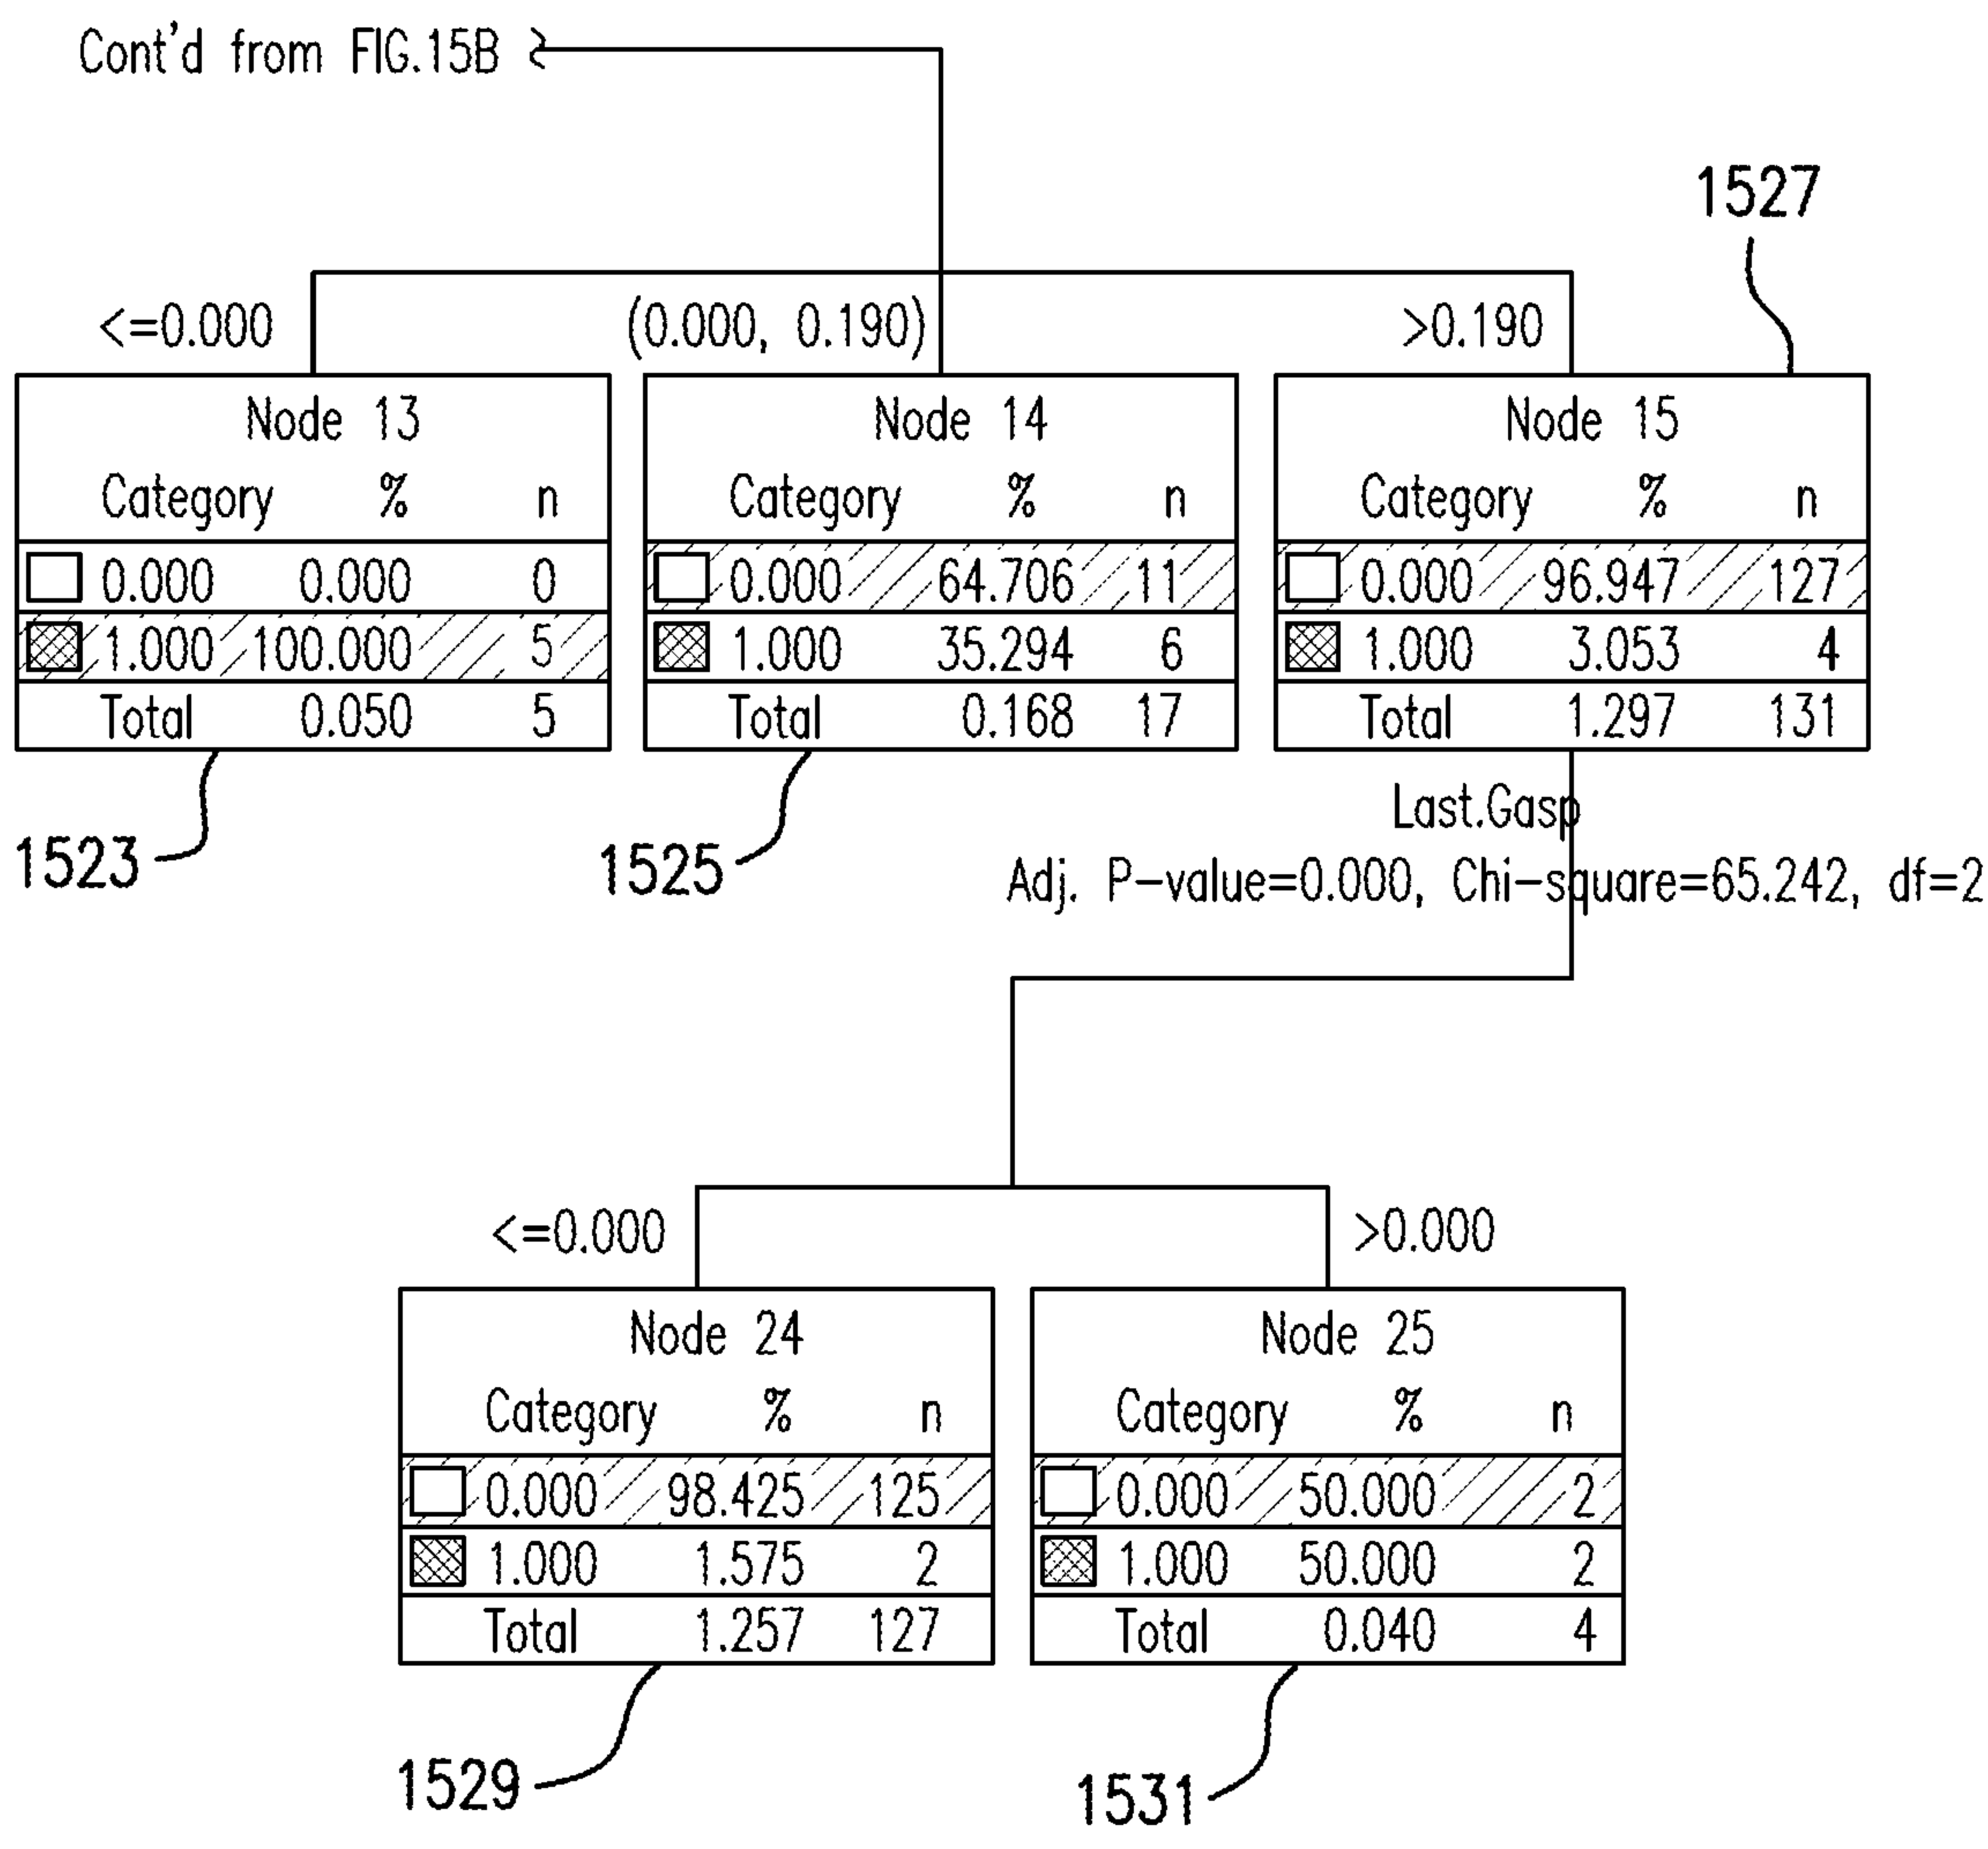 Cont'd from FIG.15B
1527
<=0.000 (0.000, 0.190) >0.190
Node 13
Category % n
0.000 0.000 0
1.000 100.000 5
Total 0.050 5
Node 14
Category % n
0.000 64.706 11
1.000 35.294 6
Total 0.168 17
Node 15
Category % n
0.000 96.947 127
1.000 3.053 4
Total 1.297 131
1523
1525
Last.Gasp
Adj. P-value=0.000, Chi-square=65.242, df=2
<=0.000 >0.000
Node 24
Category % n
0.000 98.425 125
1.000 1.575 2
Total 1.257 127
Node 25
Category % n
0.000 50.000 2
1.000 50.000 2
Total 0.040 4
1529
1531